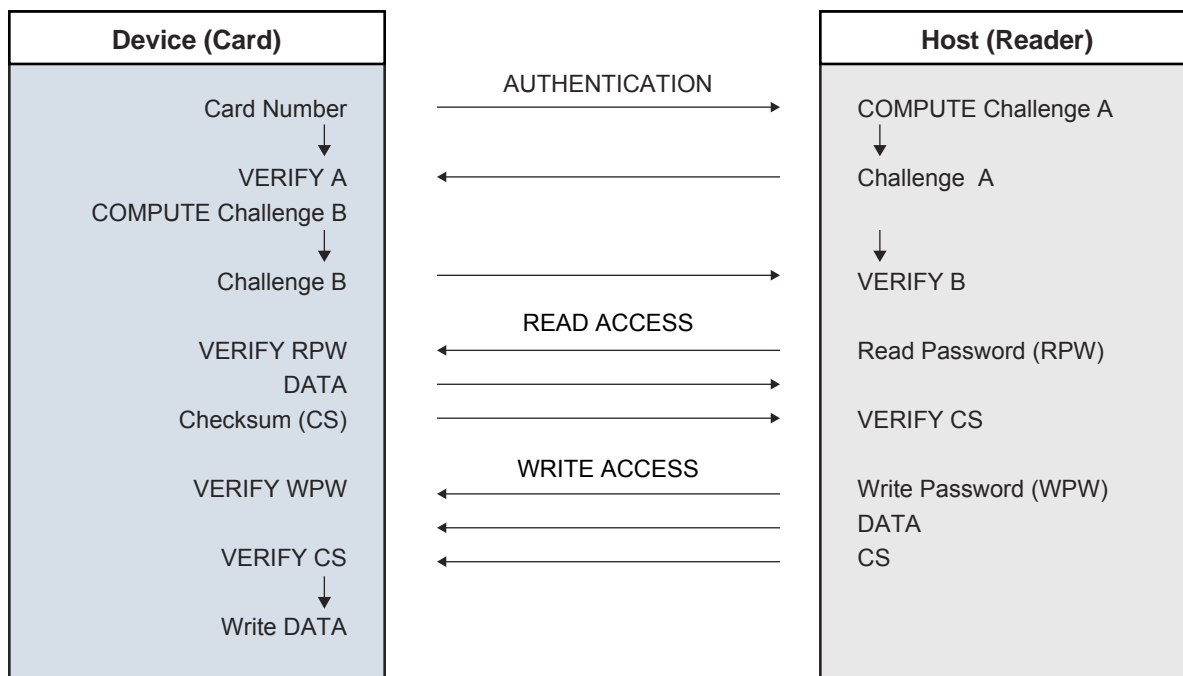 Device (Card)
Host (Reader)
AUTHENTICATION
Card Number
COMPUTE Challenge A
VERIFY A
Challenge A
COMPUTE Challenge B
Challenge B
VERIFY B
READ ACCESS
VERIFY RPW
Read Password (RPW)
DATA
Checksum (CS)
VERIFY CS
WRITE ACCESS
VERIFY WPW
Write Password (WPW)
DATA
VERIFY CS
CS
Write DATA